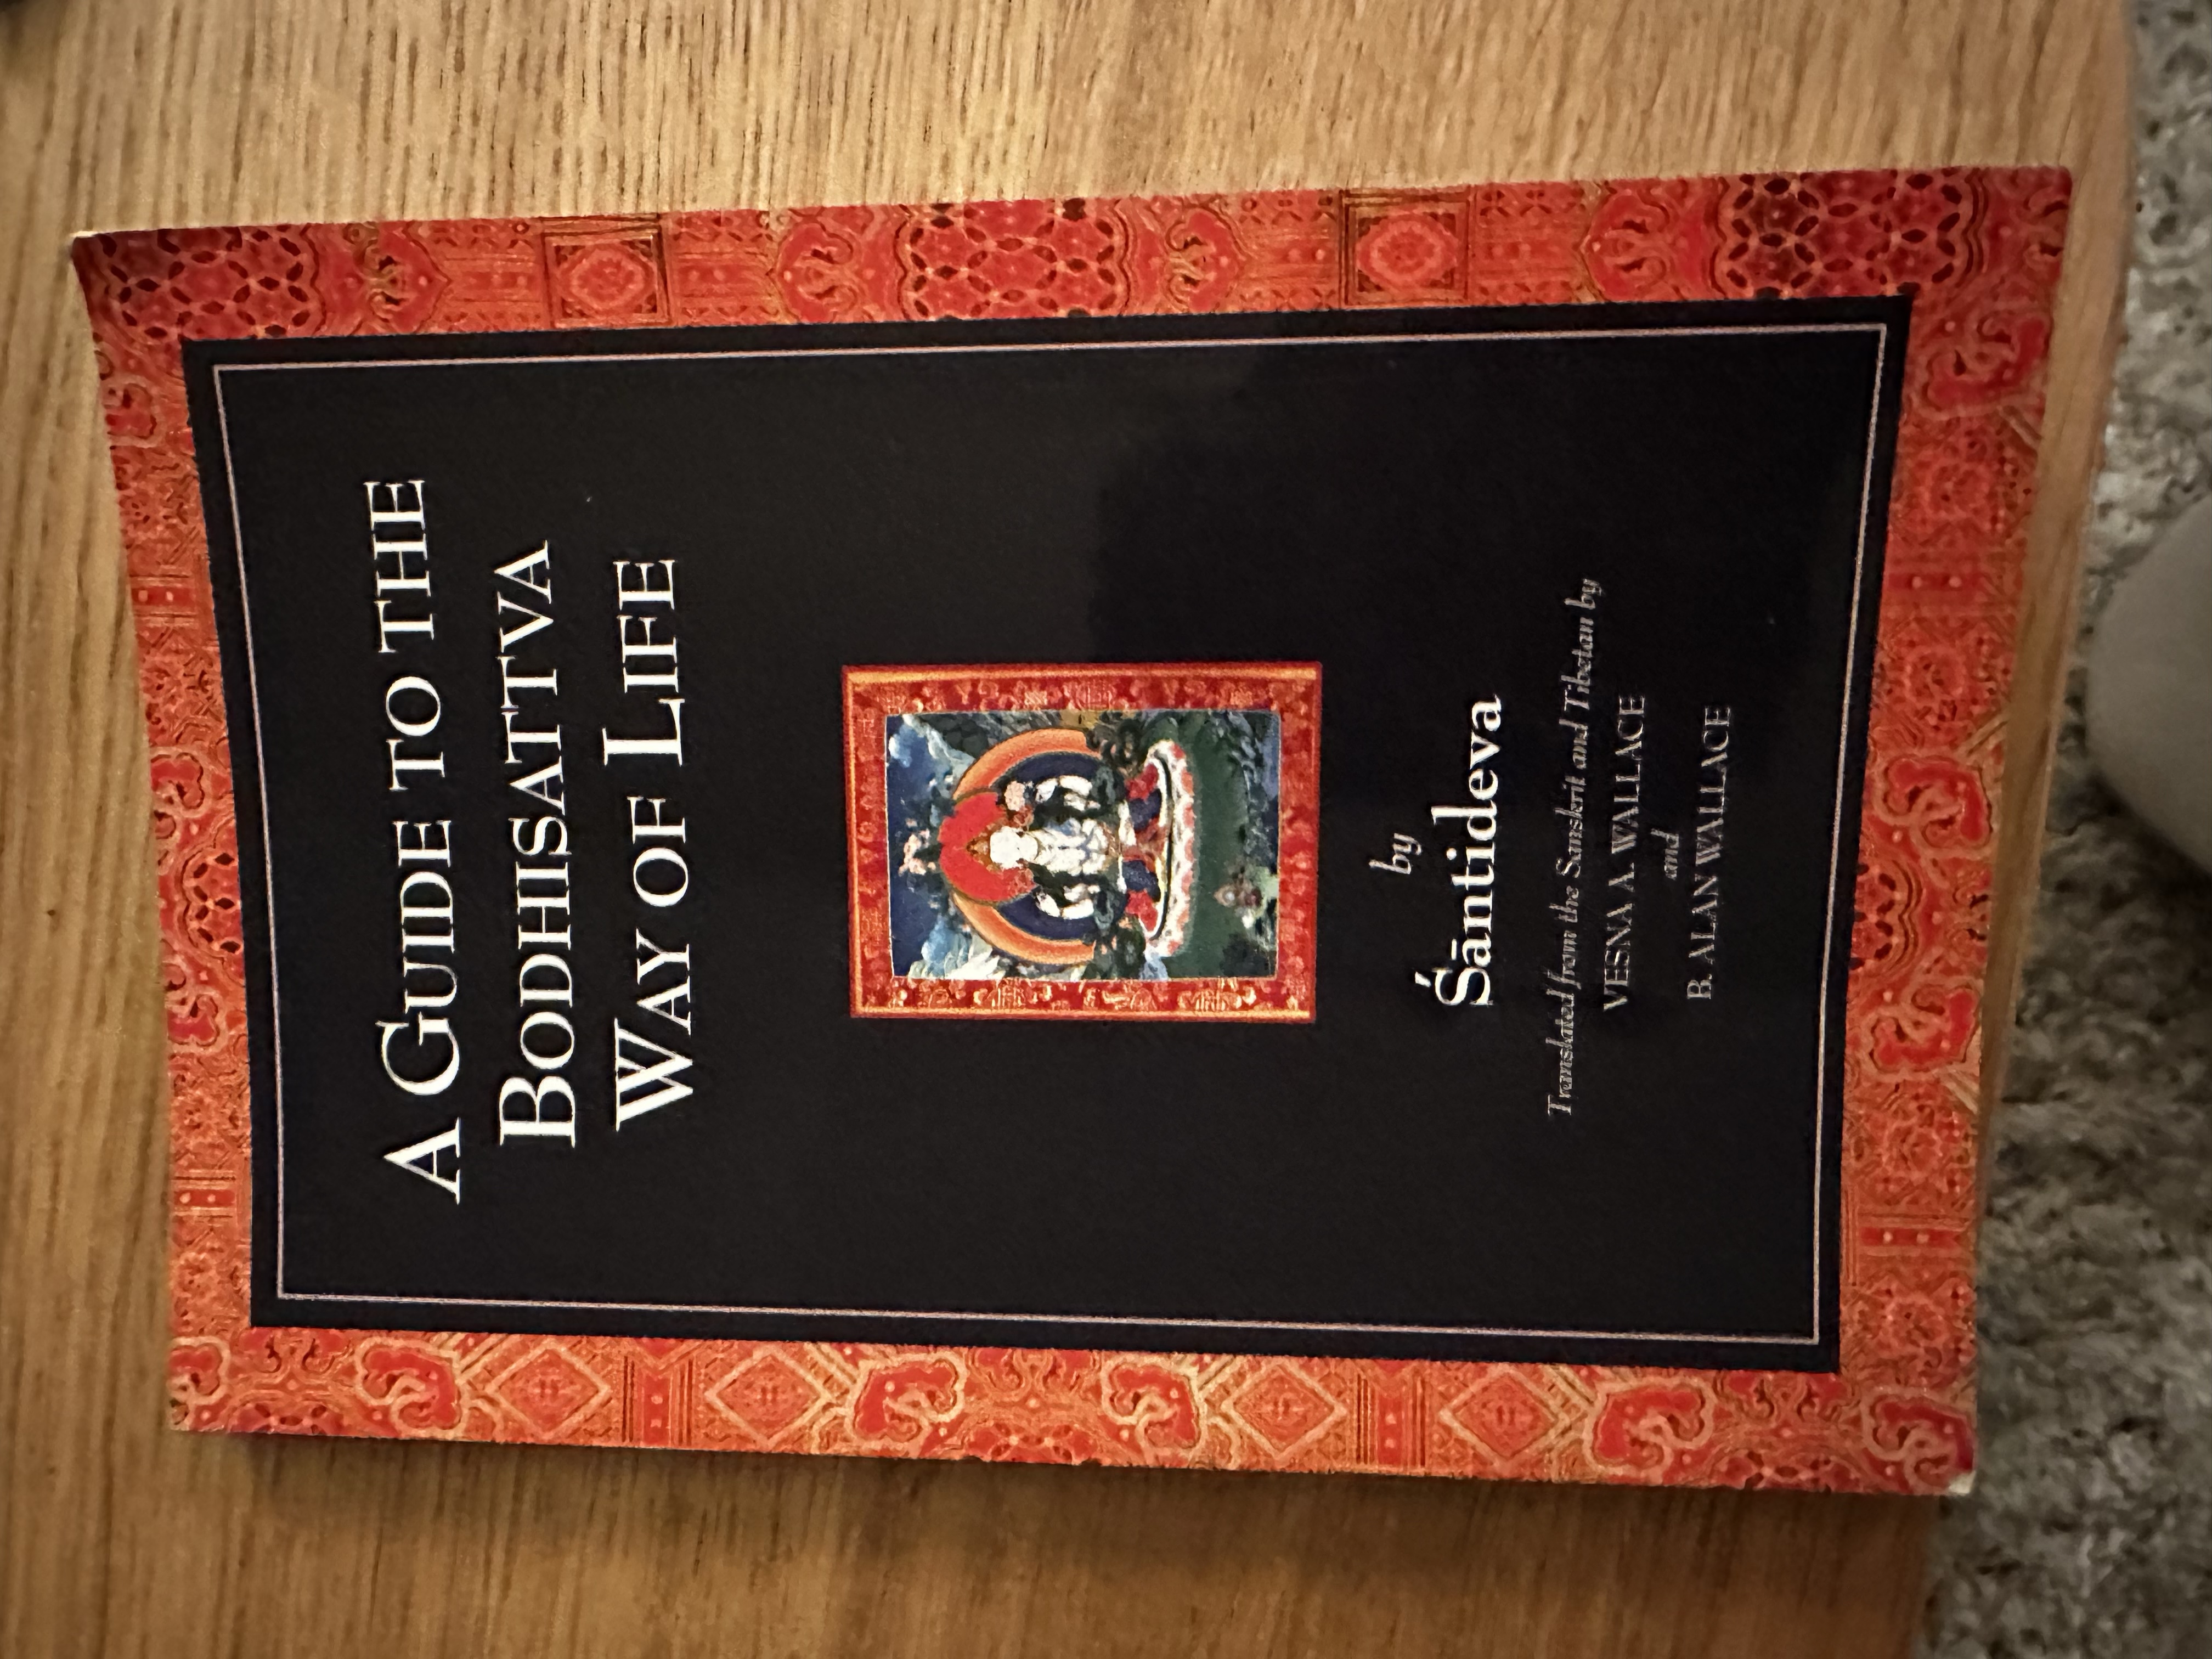 A GUIDE TO THE
BODHISATTVA
WAY OF LIFE
by
Śāntideva
Translated from the Sanskrit and Tibetan by
VESNA A. WALLACE
and
B. ALAN WALLACE